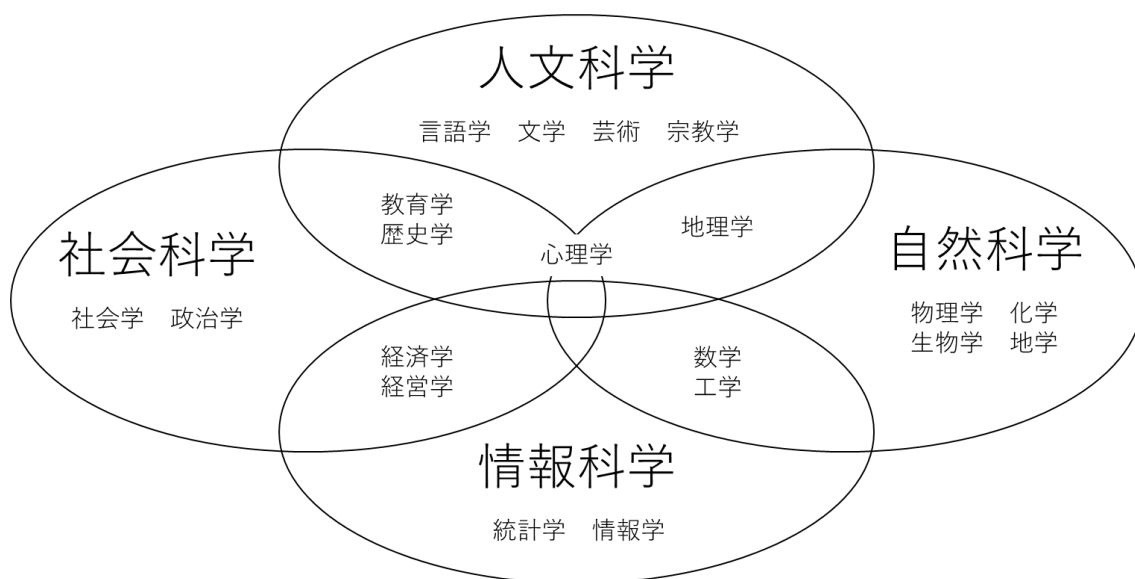 人文科学
言語学 文学 芸術 宗教学
教育学
歴史学
地理学
心理学
社会科学
社会学 政治学
自然科学
物理学 化学
生物学 地学
経済学
経営学
数学
工学
情報科学
統計学 情報学